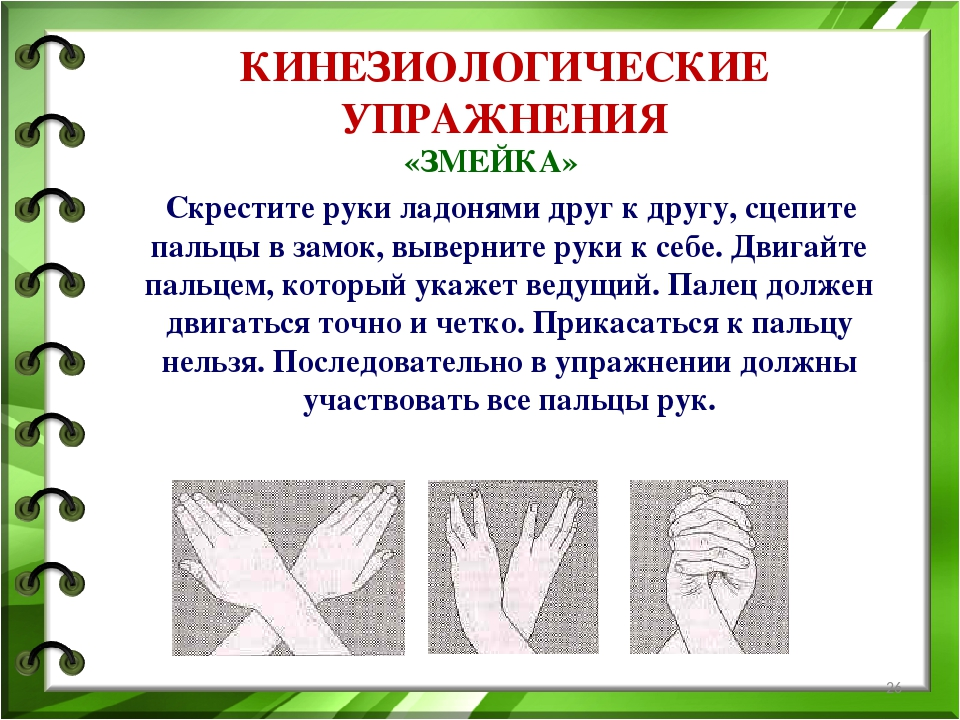 КИНЕЗИОЛОГИЧЕСКИЕ
УПРАЖНЕНИЯ
«ЗМЕЙКА»
Скрестите руки ладонями друг к другу, сцепите
пальцы в замок, выверните руки к себе. Двигайте
пальцем, который укажет ведущий. Палец должен
двигаться точно и четко. Прикасаться к пальцу
нельзя. Последовательно в упражнении должны
участвовать все пальцы рук.
26